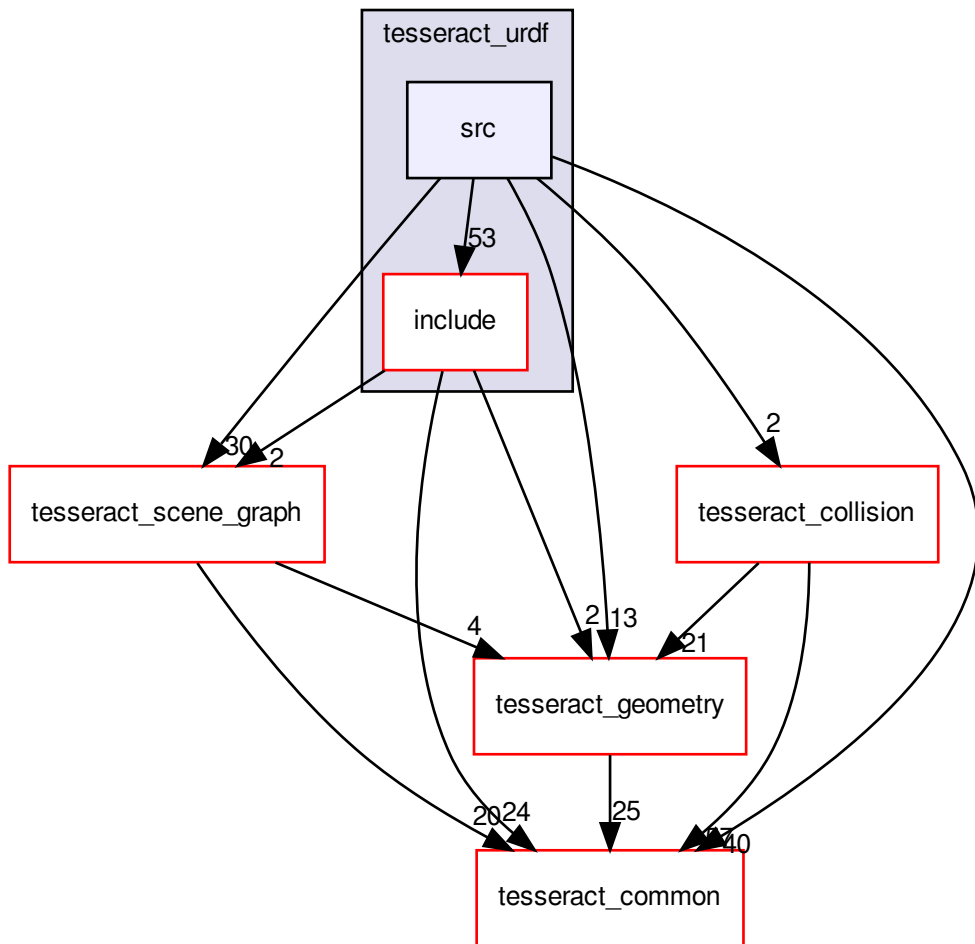 tesseract_urdf
src
53
include
30
2
2
tesseract_scene_graph
tesseract_collision
4
2
13
21
tesseract_geometry
20
24
25
40
tesseract_common